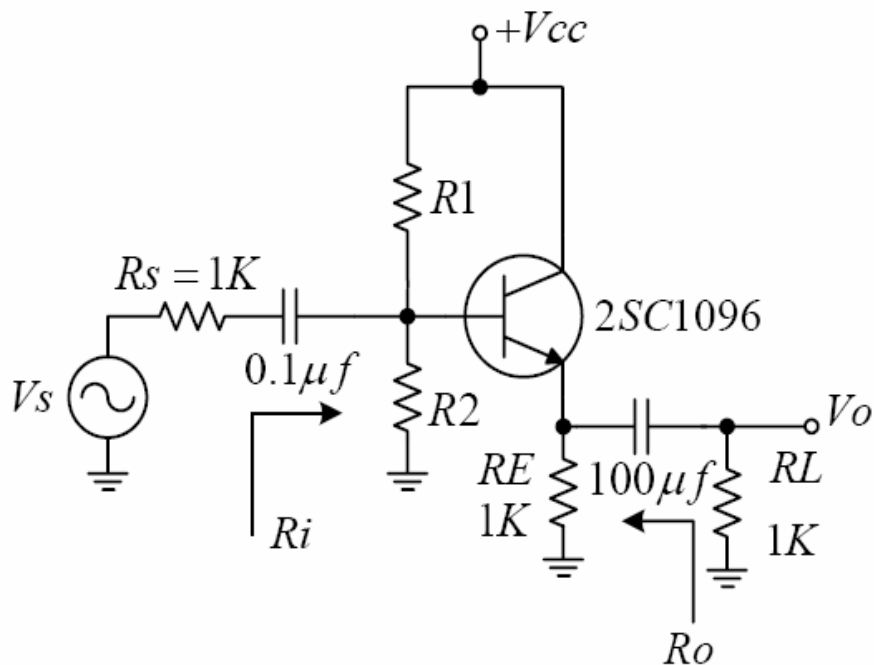 +Vcc
R1
Rs = 1K
2SC1096
0.1μf
Vs
R2
Vo
RE
100μf
RL
1K
1K
Ri
Ro